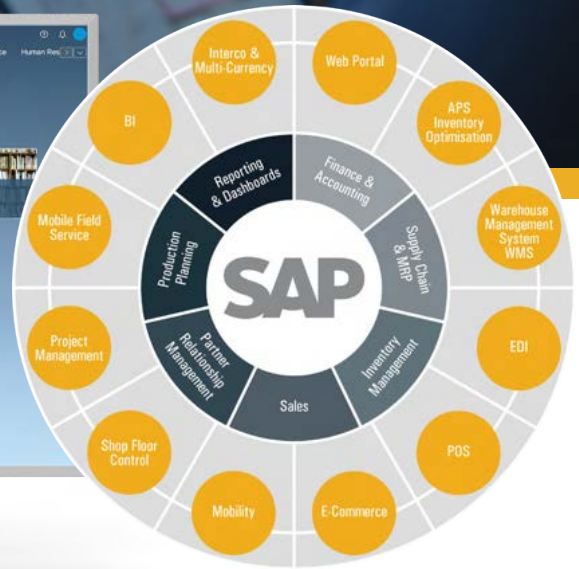 Human Res
Interco &
Multi-Currency
Web Portal
APS
Inventory
Optimisation
Warehouse
Management
System
WMS
EDI
POS
E-Commerce
Mobility
Shop Floor
Control
Project
Management
Mobile Field
Service
BI
Reporting
& Dashboards
Finance &
Accounting
Supply Chain
& MRP
Inventory
Management
Sales
Partner
Relationship
Management
Production
Planning
SAP